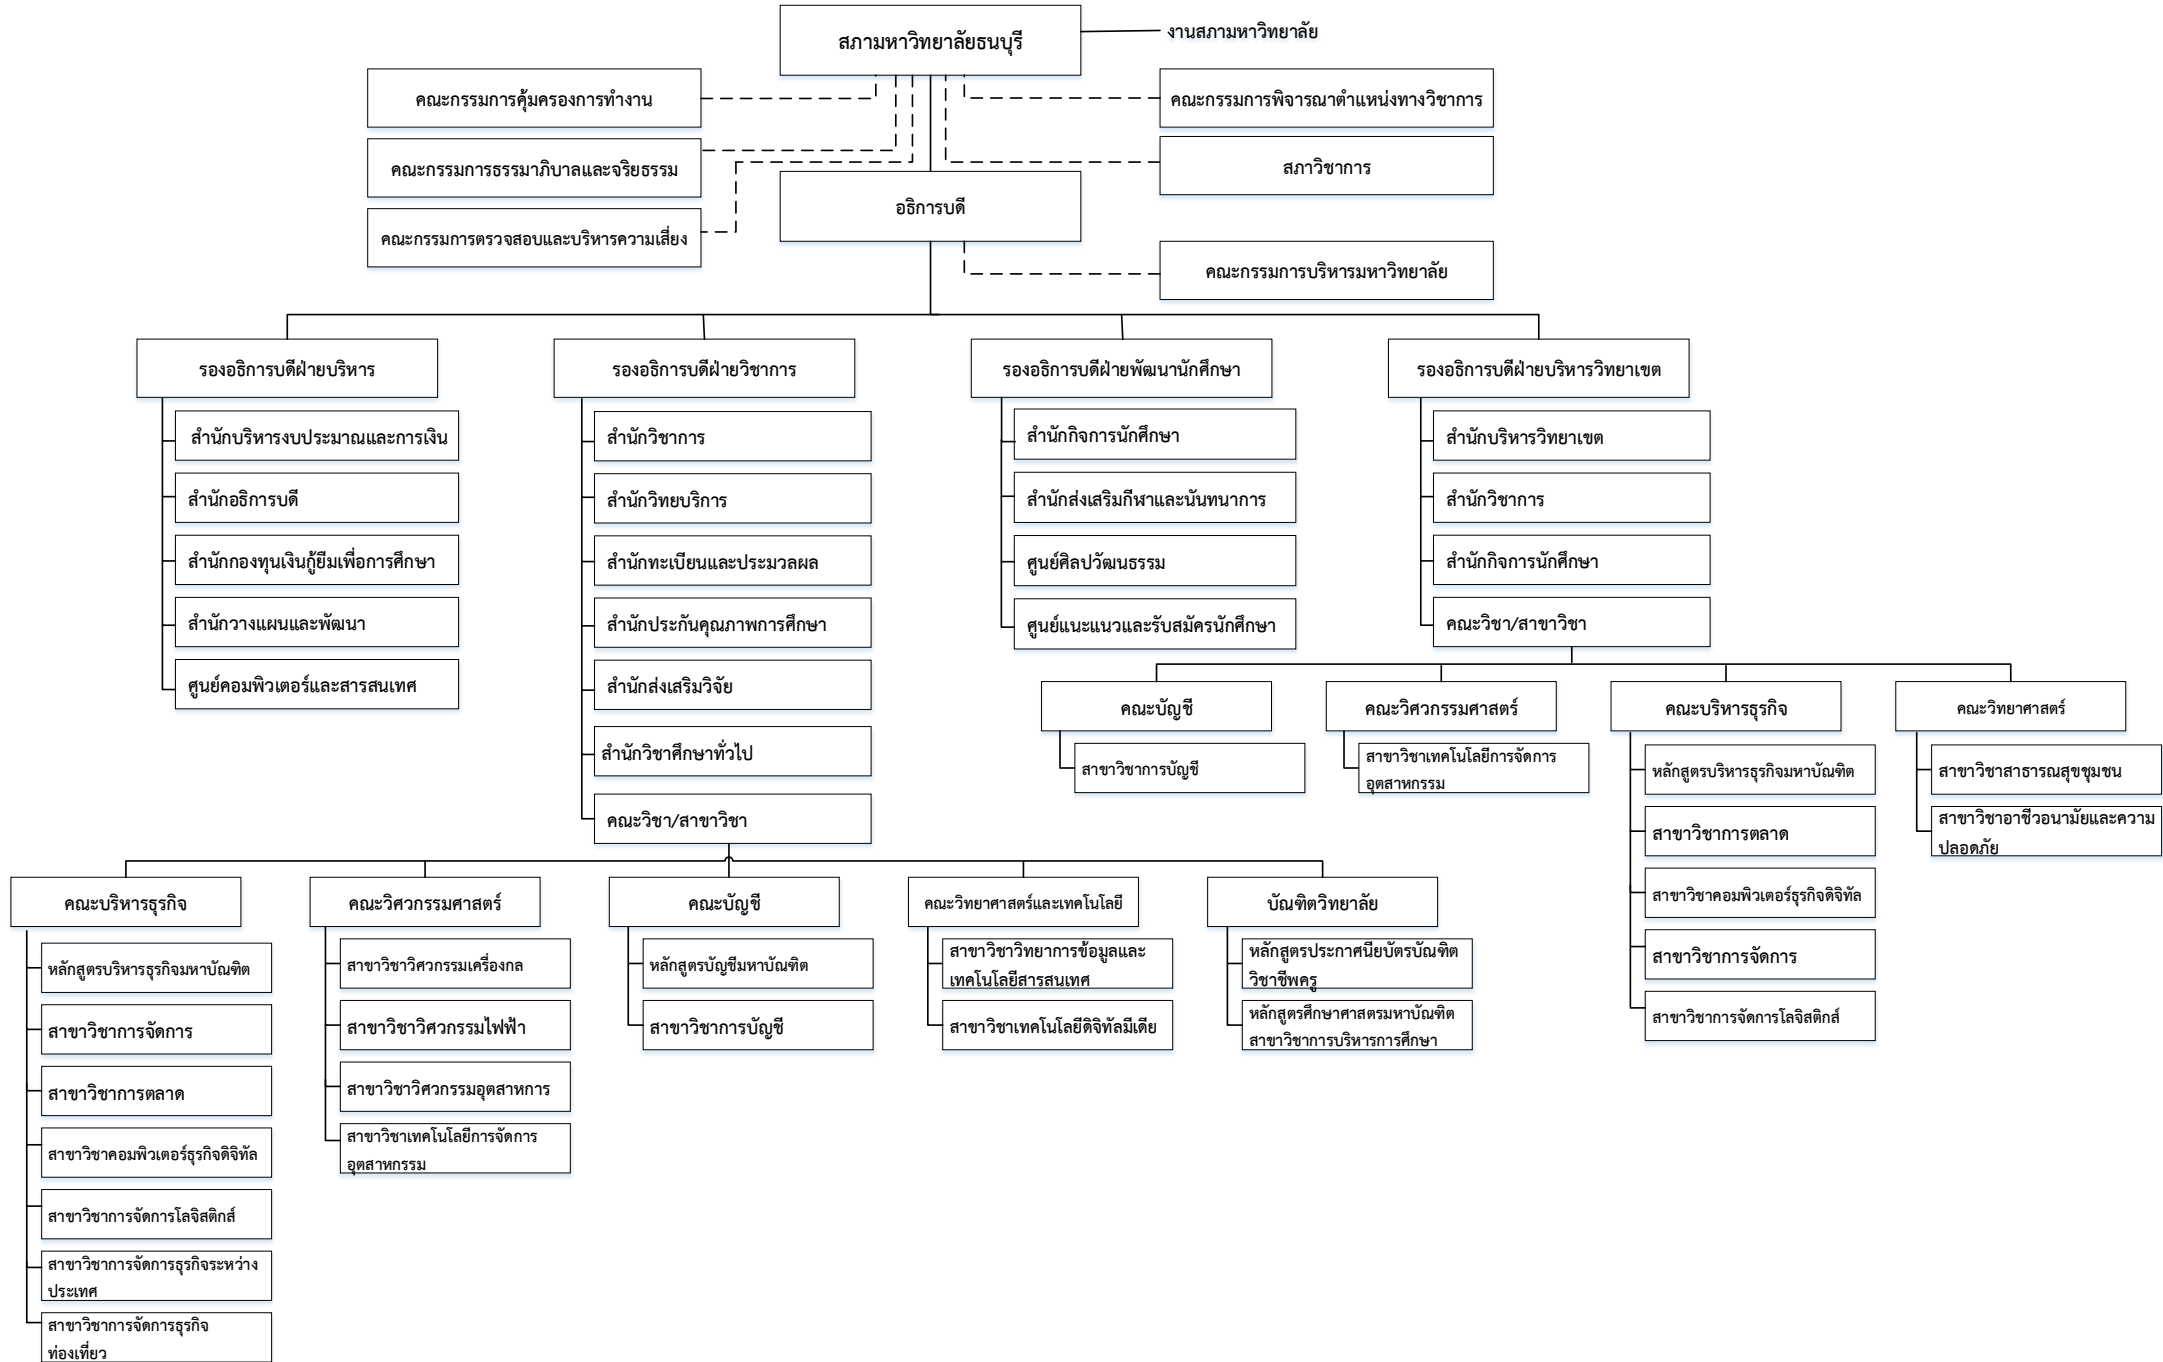 สภามหาวิทยาลัยธนบุรี
งานสภามหาวิทยาลัย
คณะกรรมการคุ้มครองการทำงาน
คณะกรรมการพิจารณาตำแหน่งทางวิชาการ
คณะกรรมการธรรมาภิบาลและจริยธรรม
สภาวิชาการ
อธิการบดี
คณะกรรมการตรวจสอบและบริหารความเสี่ยง
คณะกรรมการบริหารมหาวิทยาลัย
รองอธิการบดีฝ่ายบริหาร
สำนักบริหารงบประมาณและการเงิน
สำนักอธิการบดี
สำนักกองทุนเงินกู้ยืมเพื่อการศึกษา
สำนักวางแผนและพัฒนา
ศูนย์คอมพิวเตอร์และสารสนเทศ
รองอธิการบดีฝ่ายวิชาการ
สำนักวิชาการ
สำนักวิทยบริการ
สำนักทะเบียนและประมวลผล
สำนักประกันคุณภาพการศึกษา
สำนักส่งเสริมวิจัย
สำนักวิชาศึกษาทั่วไป
คณะวิชา/สาขาวิชา
รองอธิการบดีฝ่ายพัฒนานักศึกษา
สำนักกิจการนักศึกษา
สำนักส่งเสริมกีฬาและนันทนาการ
ศูนย์ศิลปวัฒนธรรม
ศูนย์แนะแนวและรับสมัครนักศึกษา
รองอธิการบดีฝ่ายบริหารวิทยาเขต
สำนักบริหารวิทยาเขต
สำนักวิชาการ
สำนักกิจการนักศึกษา
คณะวิชา/สาขาวิชา
คณะบัญชี
สาขาวิชาการบัญชี
คณะวิศวกรรมศาสตร์
สาขาวิชาเทคโนโลยีการจัดการ
อุตสาหกรรม
คณะบริหารธุรกิจ
หลักสูตรบริหารธุรกิจมหาบัณฑิต
สาขาวิชาการตลาด
สาขาวิชาคอมพิวเตอร์ธุรกิจดิจิทัล
สาขาวิชาการจัดการ
สาขาวิชาการจัดการโลจิสติกส์
คณะวิทยาศาสตร์
สาขาวิชาสาธารณสุขชุมชน
สาขาวิชาอาชีวอนามัยและความ
ปลอดภัย
คณะบริหารธุรกิจ
หลักสูตรบริหารธุรกิจมหาบัณฑิต
สาขาวิชาการจัดการ
สาขาวิชาการตลาด
สาขาวิชาคอมพิวเตอร์ธุรกิจดิจิทัล
สาขาวิชาการจัดการโลจิสติกส์
สาขาวิชาการจัดการธุรกิจระหว่าง
ประเทศ
สาขาวิชาการจัดการธุรกิจ
ท่องเที่ยว
คณะวิศวกรรมศาสตร์
สาขาวิชาวิศวกรรมเครื่องกล
สาขาวิชาวิศวกรรมไฟฟ้า
สาขาวิชาวิศวกรรมอุตสาหการ
สาขาวิชาเทคโนโลยีการจัดการ
อุตสาหกรรม
คณะบัญชี
หลักสูตรบัญชีมหาบัณฑิต
สาขาวิชาการบัญชี
คณะวิทยาศาสตร์และเทคโนโลยี
สาขาวิชาวิทยาการข้อมูลและ
เทคโนโลยีสารสนเทศ
สาขาวิชาเทคโนโลยีดิจิทัลมีเดีย
บัณฑิตวิทยาลัย
หลักสูตรประกาศนียบัตรบัณฑิต
วิชาชีพครู
หลักสูตรศึกษาศาสตรมหาบัณฑิต
สาขาวิชาการบริหารการศึกษา